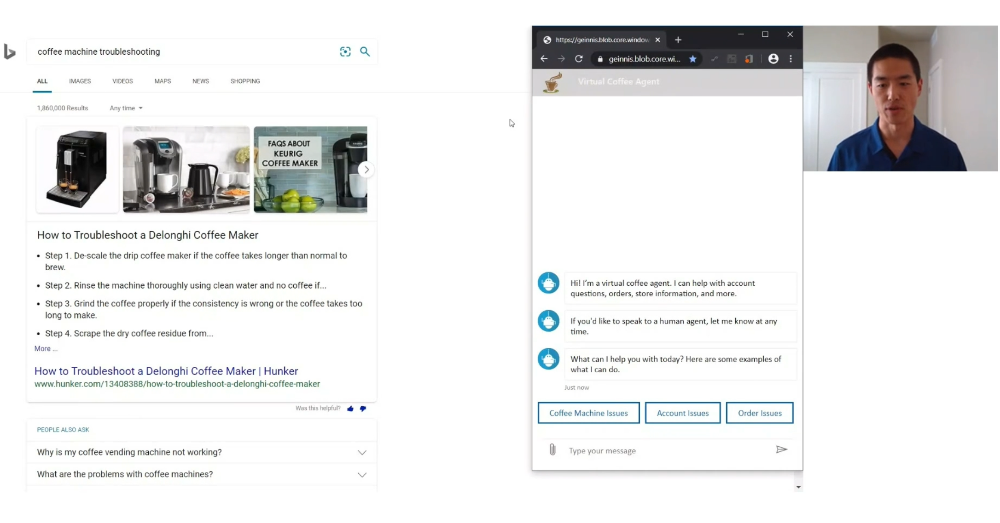 coffee machine troubleshooting
ALL
IMAGES
VIDEOS
MAPS
NEWS
SHOPPING
1,860,000 Results
Any time
FAQS ABOUT
KEURIG
COFFEE MAKER
KEURIG
How to Troubleshoot a Delonghi Coffee Maker
• Step 1. De-scale the drip coffee maker if the coffee takes longer than normal to
brew.
• Step 2. Rinse the machine thoroughly using clean water and no coffee if...
• Step 3. Grind the coffee properly if the consistency is wrong or the coffee takes too
long to make.
• Step 4. Scrape the dry coffee residue from...
More ...
How to Troubleshoot a Delonghi Coffee Maker | Hunker
www.hunker.com/13408388/how-to-troubleshoot-a-delonghi-coffee-maker
Was this helpful?
PEOPLE ALSO ASK
Why is my coffee vending machine not working?
What are the problems with coffee machines?
https://geinnis.blob.core.window
geinnis.blob.core.wi...
Virtual Coffee Agent
Hi! I'm a virtual coffee agent. I can help with account
questions, orders, store information, and more.
If you'd like to speak to a human agent, let me know at any
time.
What can I help you with today? Here are some examples of
what I can do.
Just now
Coffee Machine Issues
Account Issues
Order Issues
Type your message